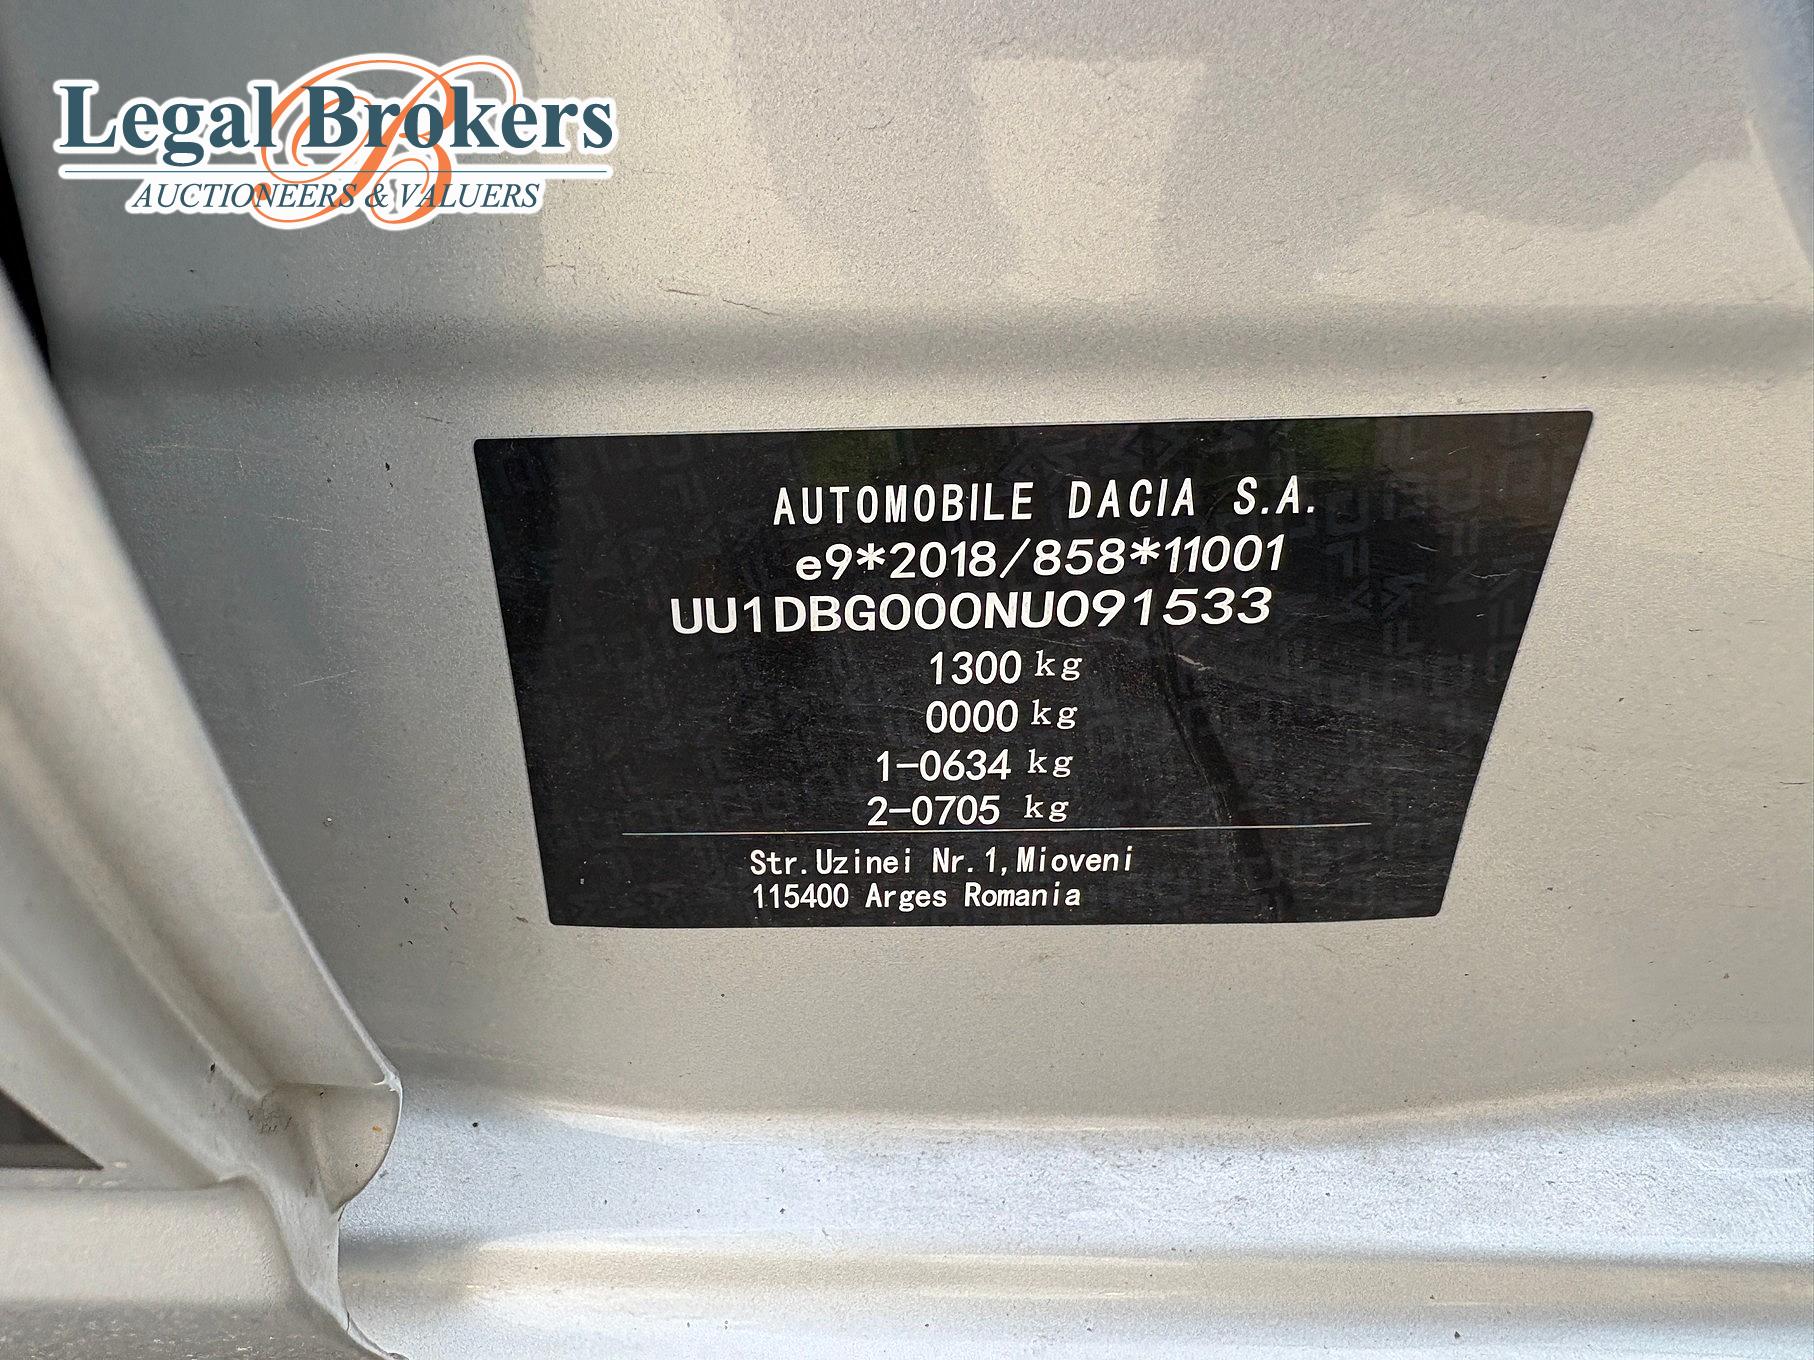 Legal Brokers
AUCTIONEERS & VALUERS
AUTOMOBILE DACIA S.A.
e9*2018/858*11001
UU1DBG000NU091533
1300 kg
0000 kg
1-0634 kg
2-0705 kg
Str.Uzinei Nr.1,Mioveni
115400 Arges Romania